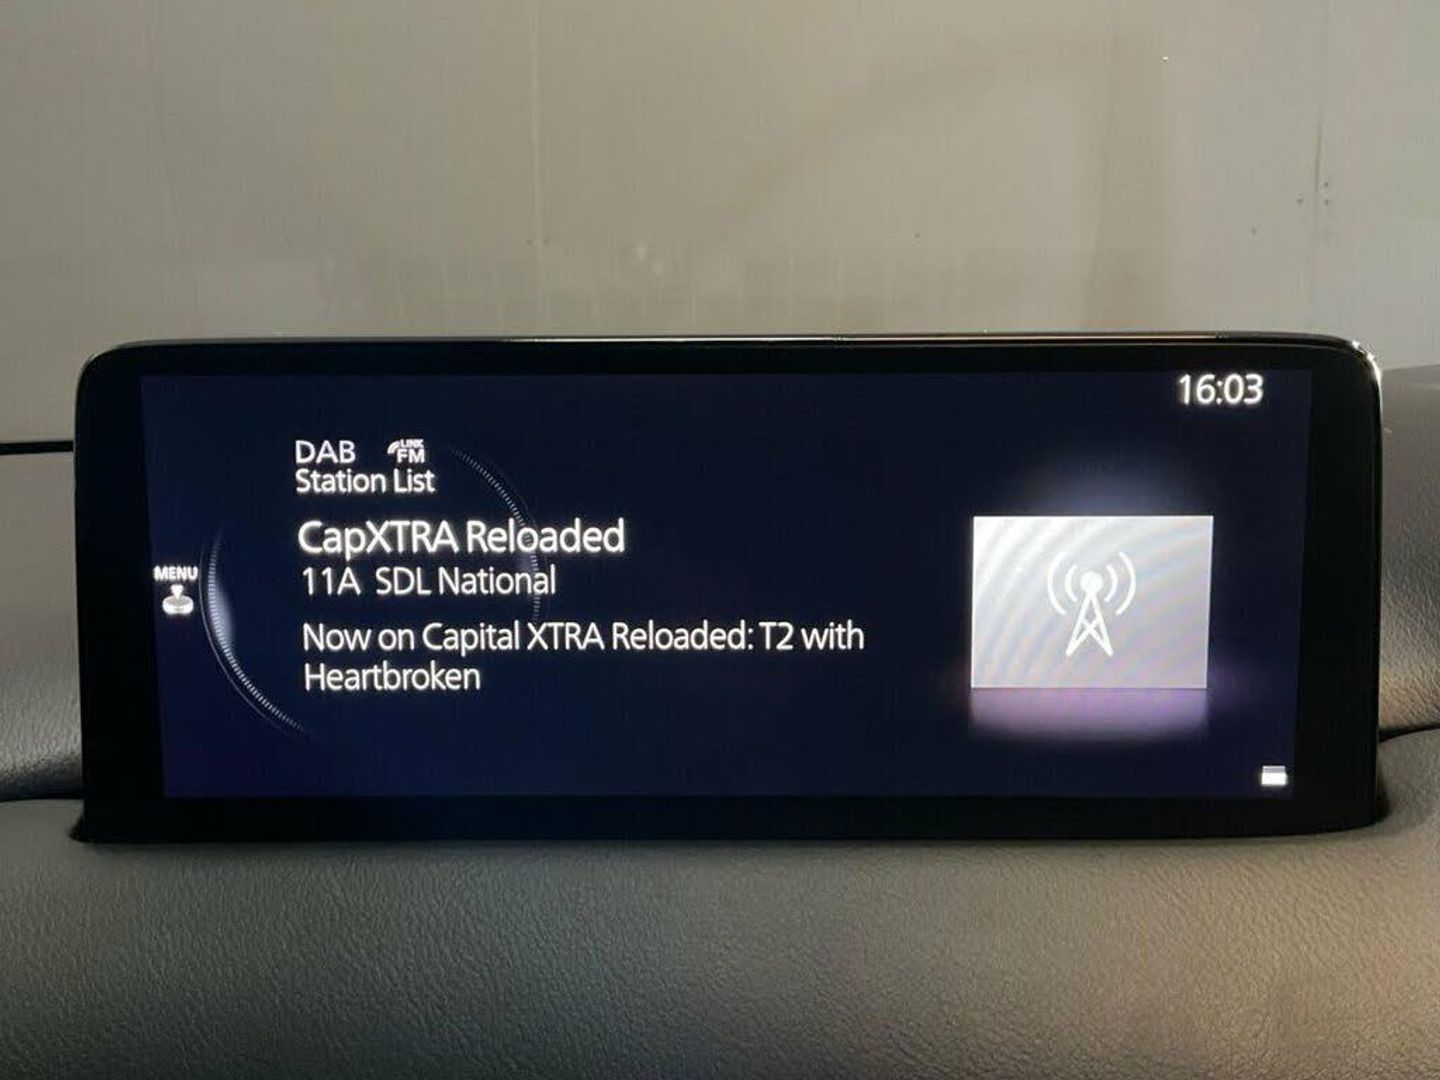 16:03
DAB LINK FM
Station List
CapXTRA Reloaded
11A SDL National
MENU
Now on Capital XTRA Reloaded: T2 with
Heartbroken